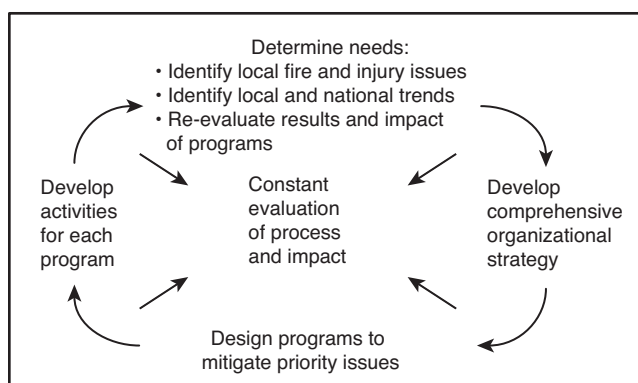 Determine needs:
• Identify local fire and injury issues
• Identify local and national trends
• Re-evaluate results and impact
of programs
Develop
comprehensive
organizational
strategy
Design programs to
mitigate priority issues
Develop
activities
for each
program
Constant
evaluation
of process
and impact